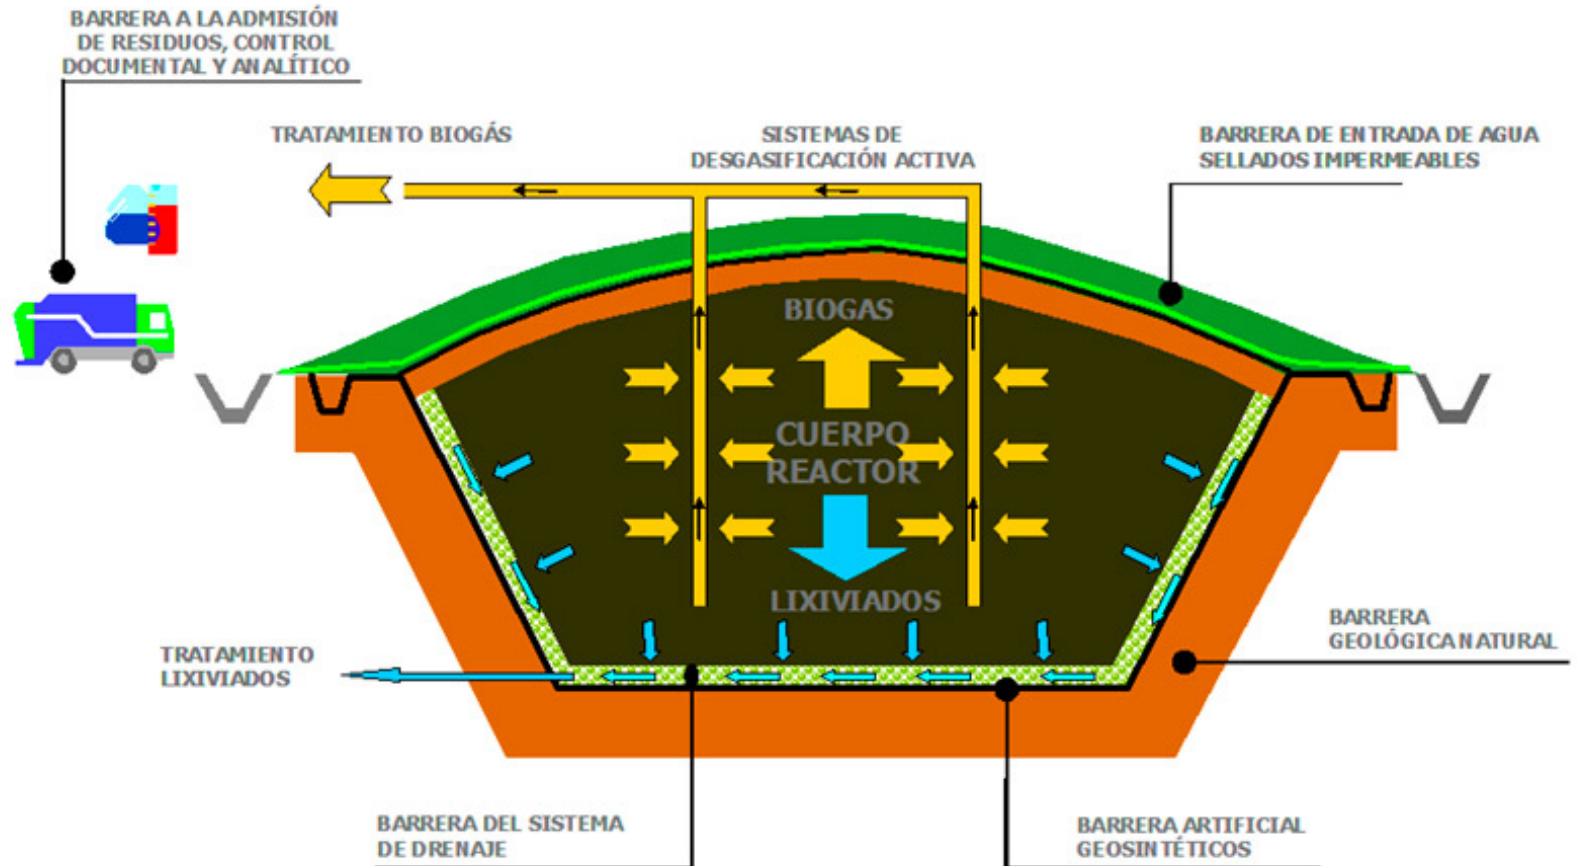 BARRERA A LA ADMISIÓN
DE RESIDUOS, CONTROL
DOCUMENTAL Y ANALÍTICO
TRATAMIENTO BIOGÁS
SISTEMAS DE
DESGASIFICACIÓN ACTIVA
BARRERA DE ENTRADA DE AGUA
SELLADOS IMPERMEABLES
BIOGAS
CUERPO
REACTOR
LIXIVIADOS
TRATAMIENTO
LIXIVIADOS
BARRERA
GEOLÓGICA NATURAL
BARRERA DEL SISTEMA
DE DRENAJE
BARRERA ARTIFICIAL
GEOSINTÉTICOS